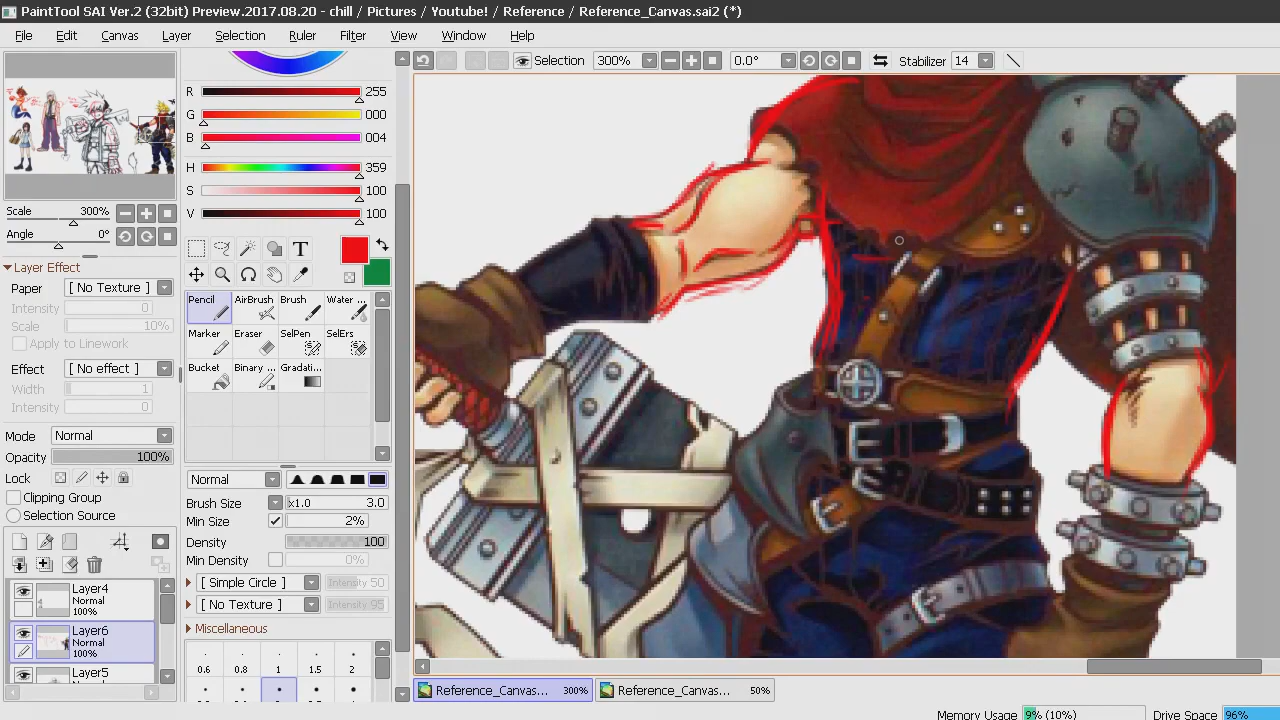 PaintTool SAI Ver.2 (32bit) Preview.2017.08.20 - chill / Pictures / Youtube! / Reference / Reference_Canvas.sai2 (*)
File Edit Canvas Layer Selection Ruler Filter View Window Help
Selection 300% 0.0° Stabilizer 14
R 255
G 000
B 004
H 359
S 100
V 100
Scale 300%
Angle 0°
Layer Effect
Paper [ No Texture ]
Intensity 0
Scale 10%
Apply to Linework
Effect [ No effect ]
Width 1
Intensity 0
Mode Normal
Opacity 100%
Lock
Clipping Group
Selection Source
Layer4
Normal
100%
Layer6
Normal
100%
Layer5
T
Pencil AirBrush Brush Water ...
Marker Eraser SelPen SelErs
Bucket Binary ... Gradati...
Normal
Brush Size x1.0 3.0
Min Size 2%
Density 100
Min Density 0%
[ Simple Circle ] Intensity 50
[ No Texture ] Intensity 95
Miscellaneous
0.6 0.8 1 1.5 2
Reference_Canvas... 300% Reference_Canvas... 50%
Memory Usage 9% (10%) Drive Space 96%